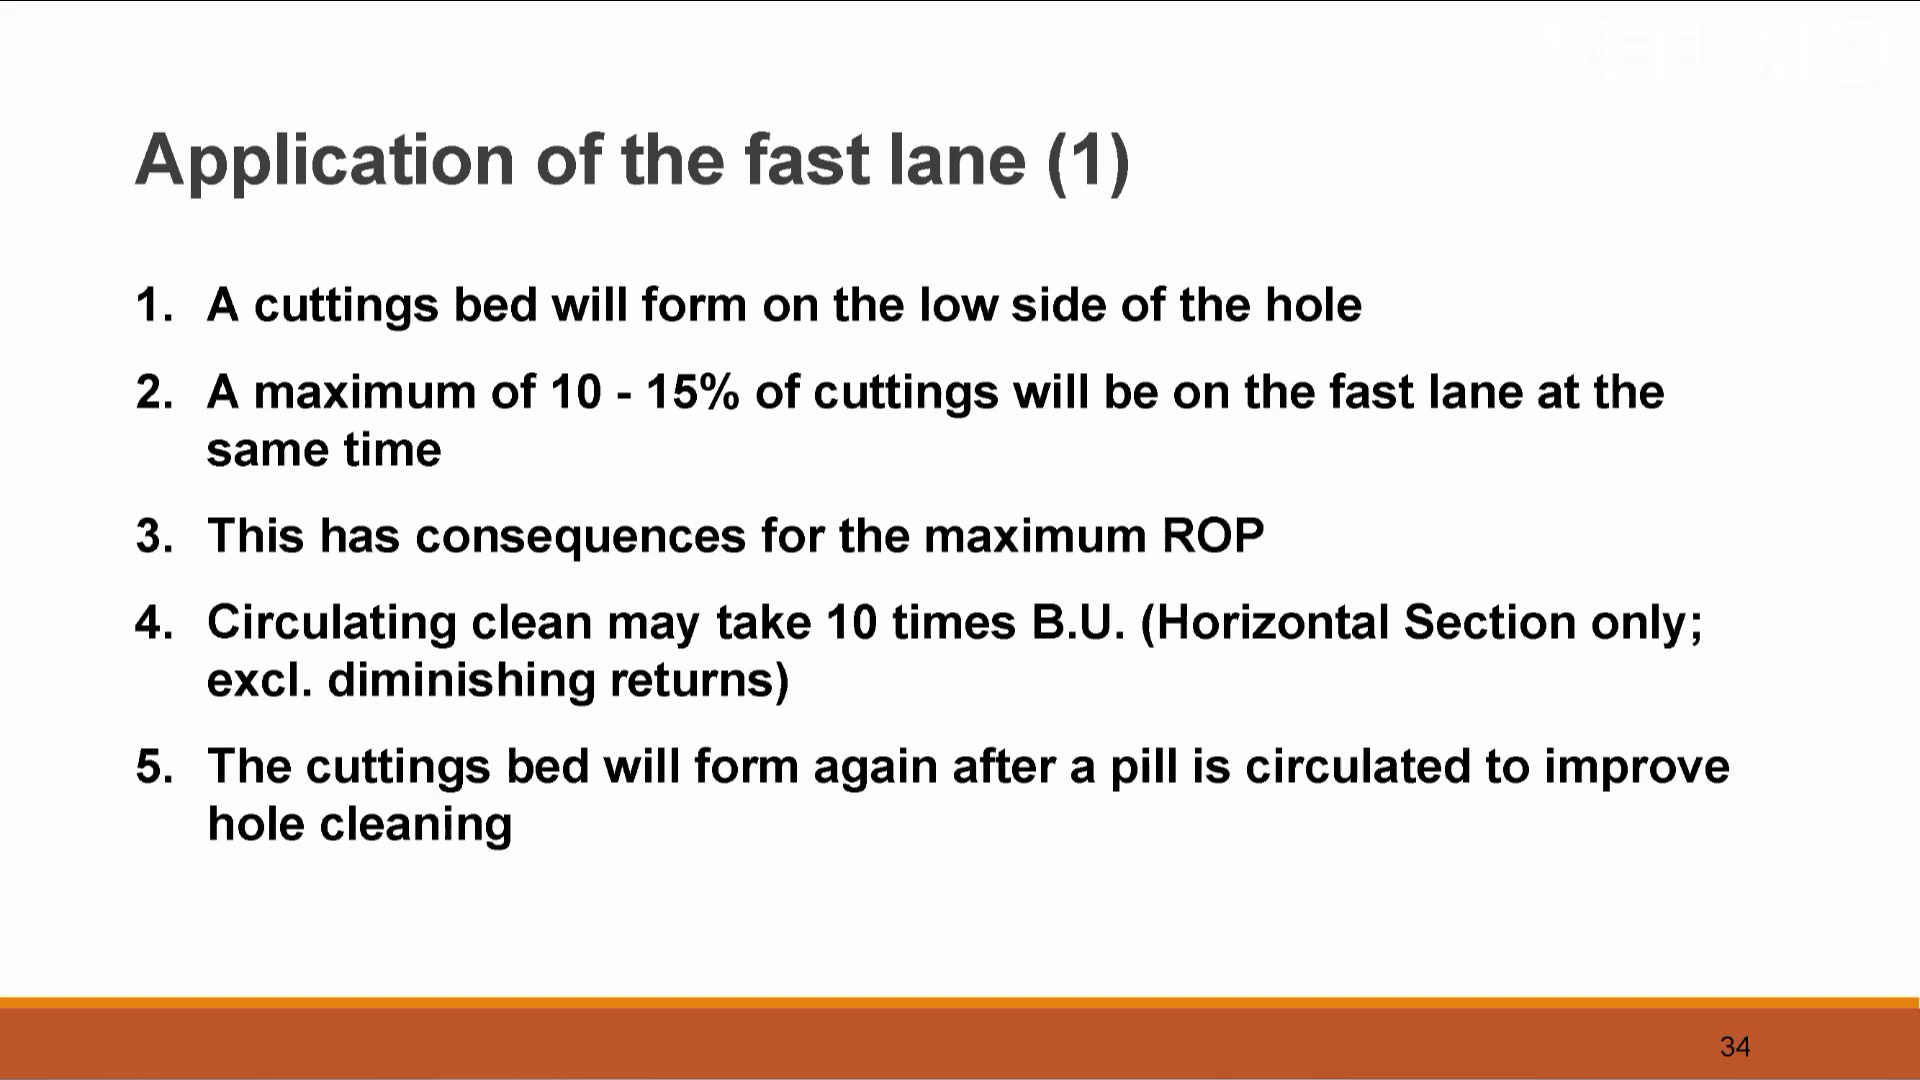 Application of the fast lane (1)
1. A cuttings bed will form on the low side of the hole
2. A maximum of 10 - 15% of cuttings will be on the fast lane at the
same time
3. This has consequences for the maximum ROP
4. Circulating clean may take 10 times B.U. (Horizontal Section only;
excl. diminishing returns)
5. The cuttings bed will form again after a pill is circulated to improve
hole cleaning
34